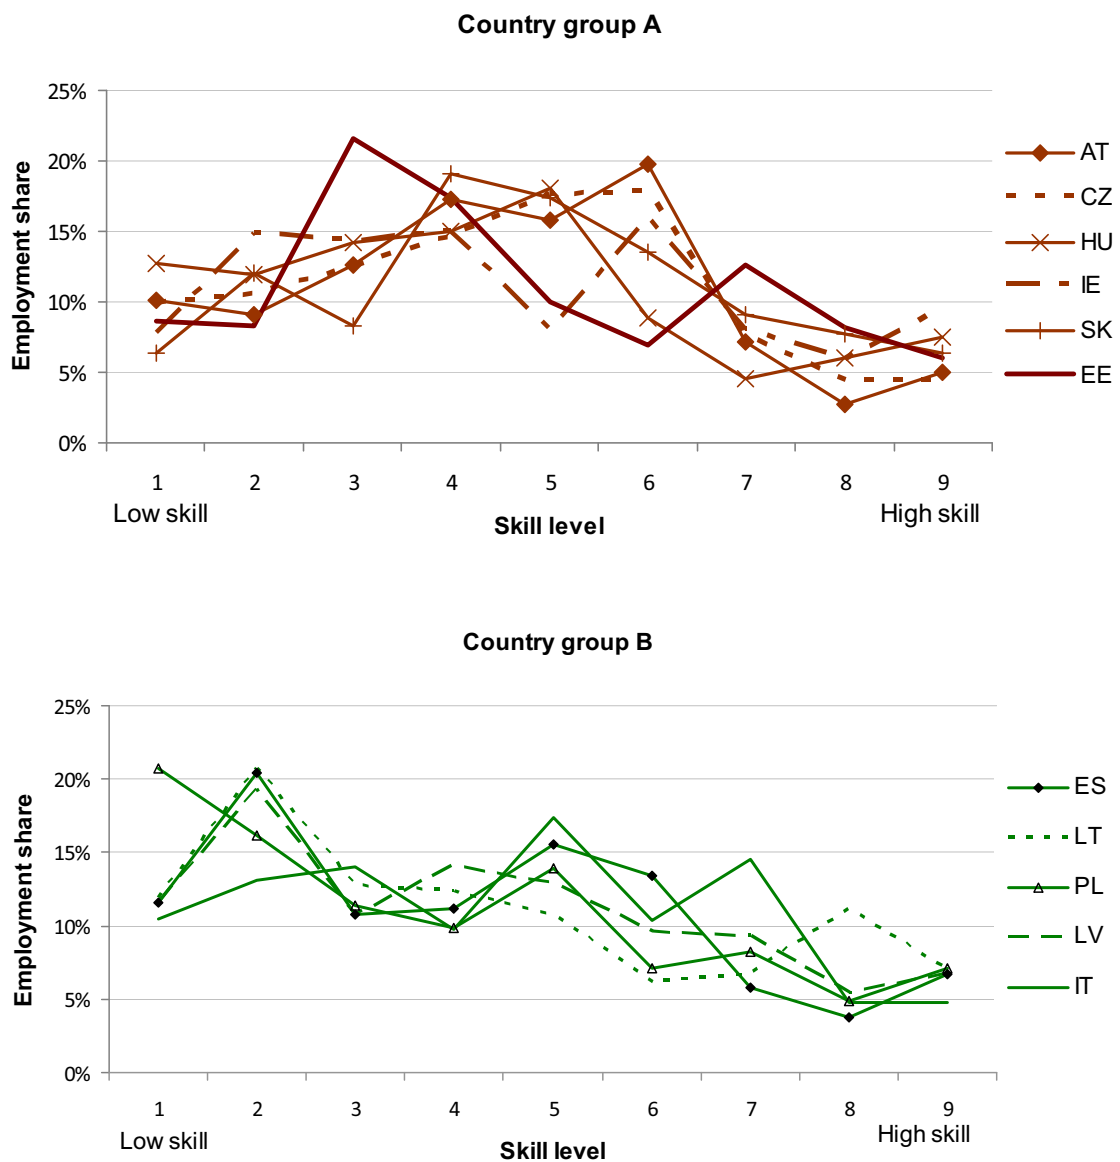 Country group A
25%
20%
15%
10%
5%
0%
Employment share
1 2 3 4 5 6 7 8 9
Low skill High skill
Skill level
AT
CZ
HU
IE
SK
EE
Country group B
25%
20%
15%
10%
5%
0%
Employment share
1 2 3 4 5 6 7 8 9
Low skill High skill
Skill level
ES
LT
PL
LV
IT